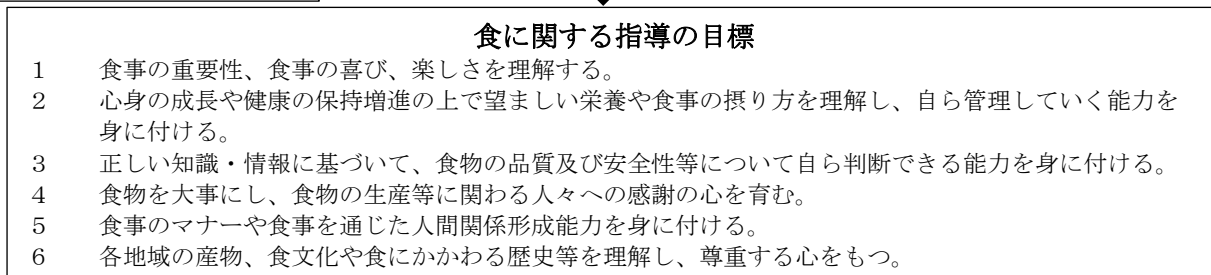 食に関する指導の目標
1 食事の重要性、食事の喜び、楽しさを理解する。
2 心身の成長や健康の保持増進の上で望ましい栄養や食事の摂り方を理解し、自ら管理していく能力を
身に付ける。
3 正しい知識・情報に基づいて、食物の品質及び安全性等について自ら判断できる能力を身に付ける。
4 食物を大事にし、食物の生産等に関わる人々への感謝の心を育む。
5 食事のマナーや食事を通じた人間関係形成能力を身に付ける。
6 各地域の産物、食文化や食にかかわる歴史等を理解し、尊重する心をもつ。